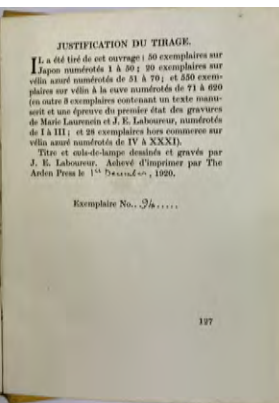 JUSTIFICATION DU TIRAGE.
IL a été tiré de cet ouvrage : 50 exemplaires sur
Japon numérotés 1 à 50 ; 20 exemplaires sur
vélin azuré numérotés de 51 à 70 ; et 550 exem-
plaires sur vélin à la cuve numérotés de 71 à 620
(en outre 3 exemplaires contenant un texte manu-
scrit et une épreuve du premier état des gravures
de Marie Laurencin et J. E. Laboureur, numérotés
de I à III ; et 28 exemplaires hors commerce sur
vélin azuré numérotés de IV à XXXI).
Titre et culs-de-lampe dessinés et gravés par
J. E. Laboureur. Achevé d'imprimer par The
Arden Press le 1st December, 1920.
Exemplaire No..94.....
127